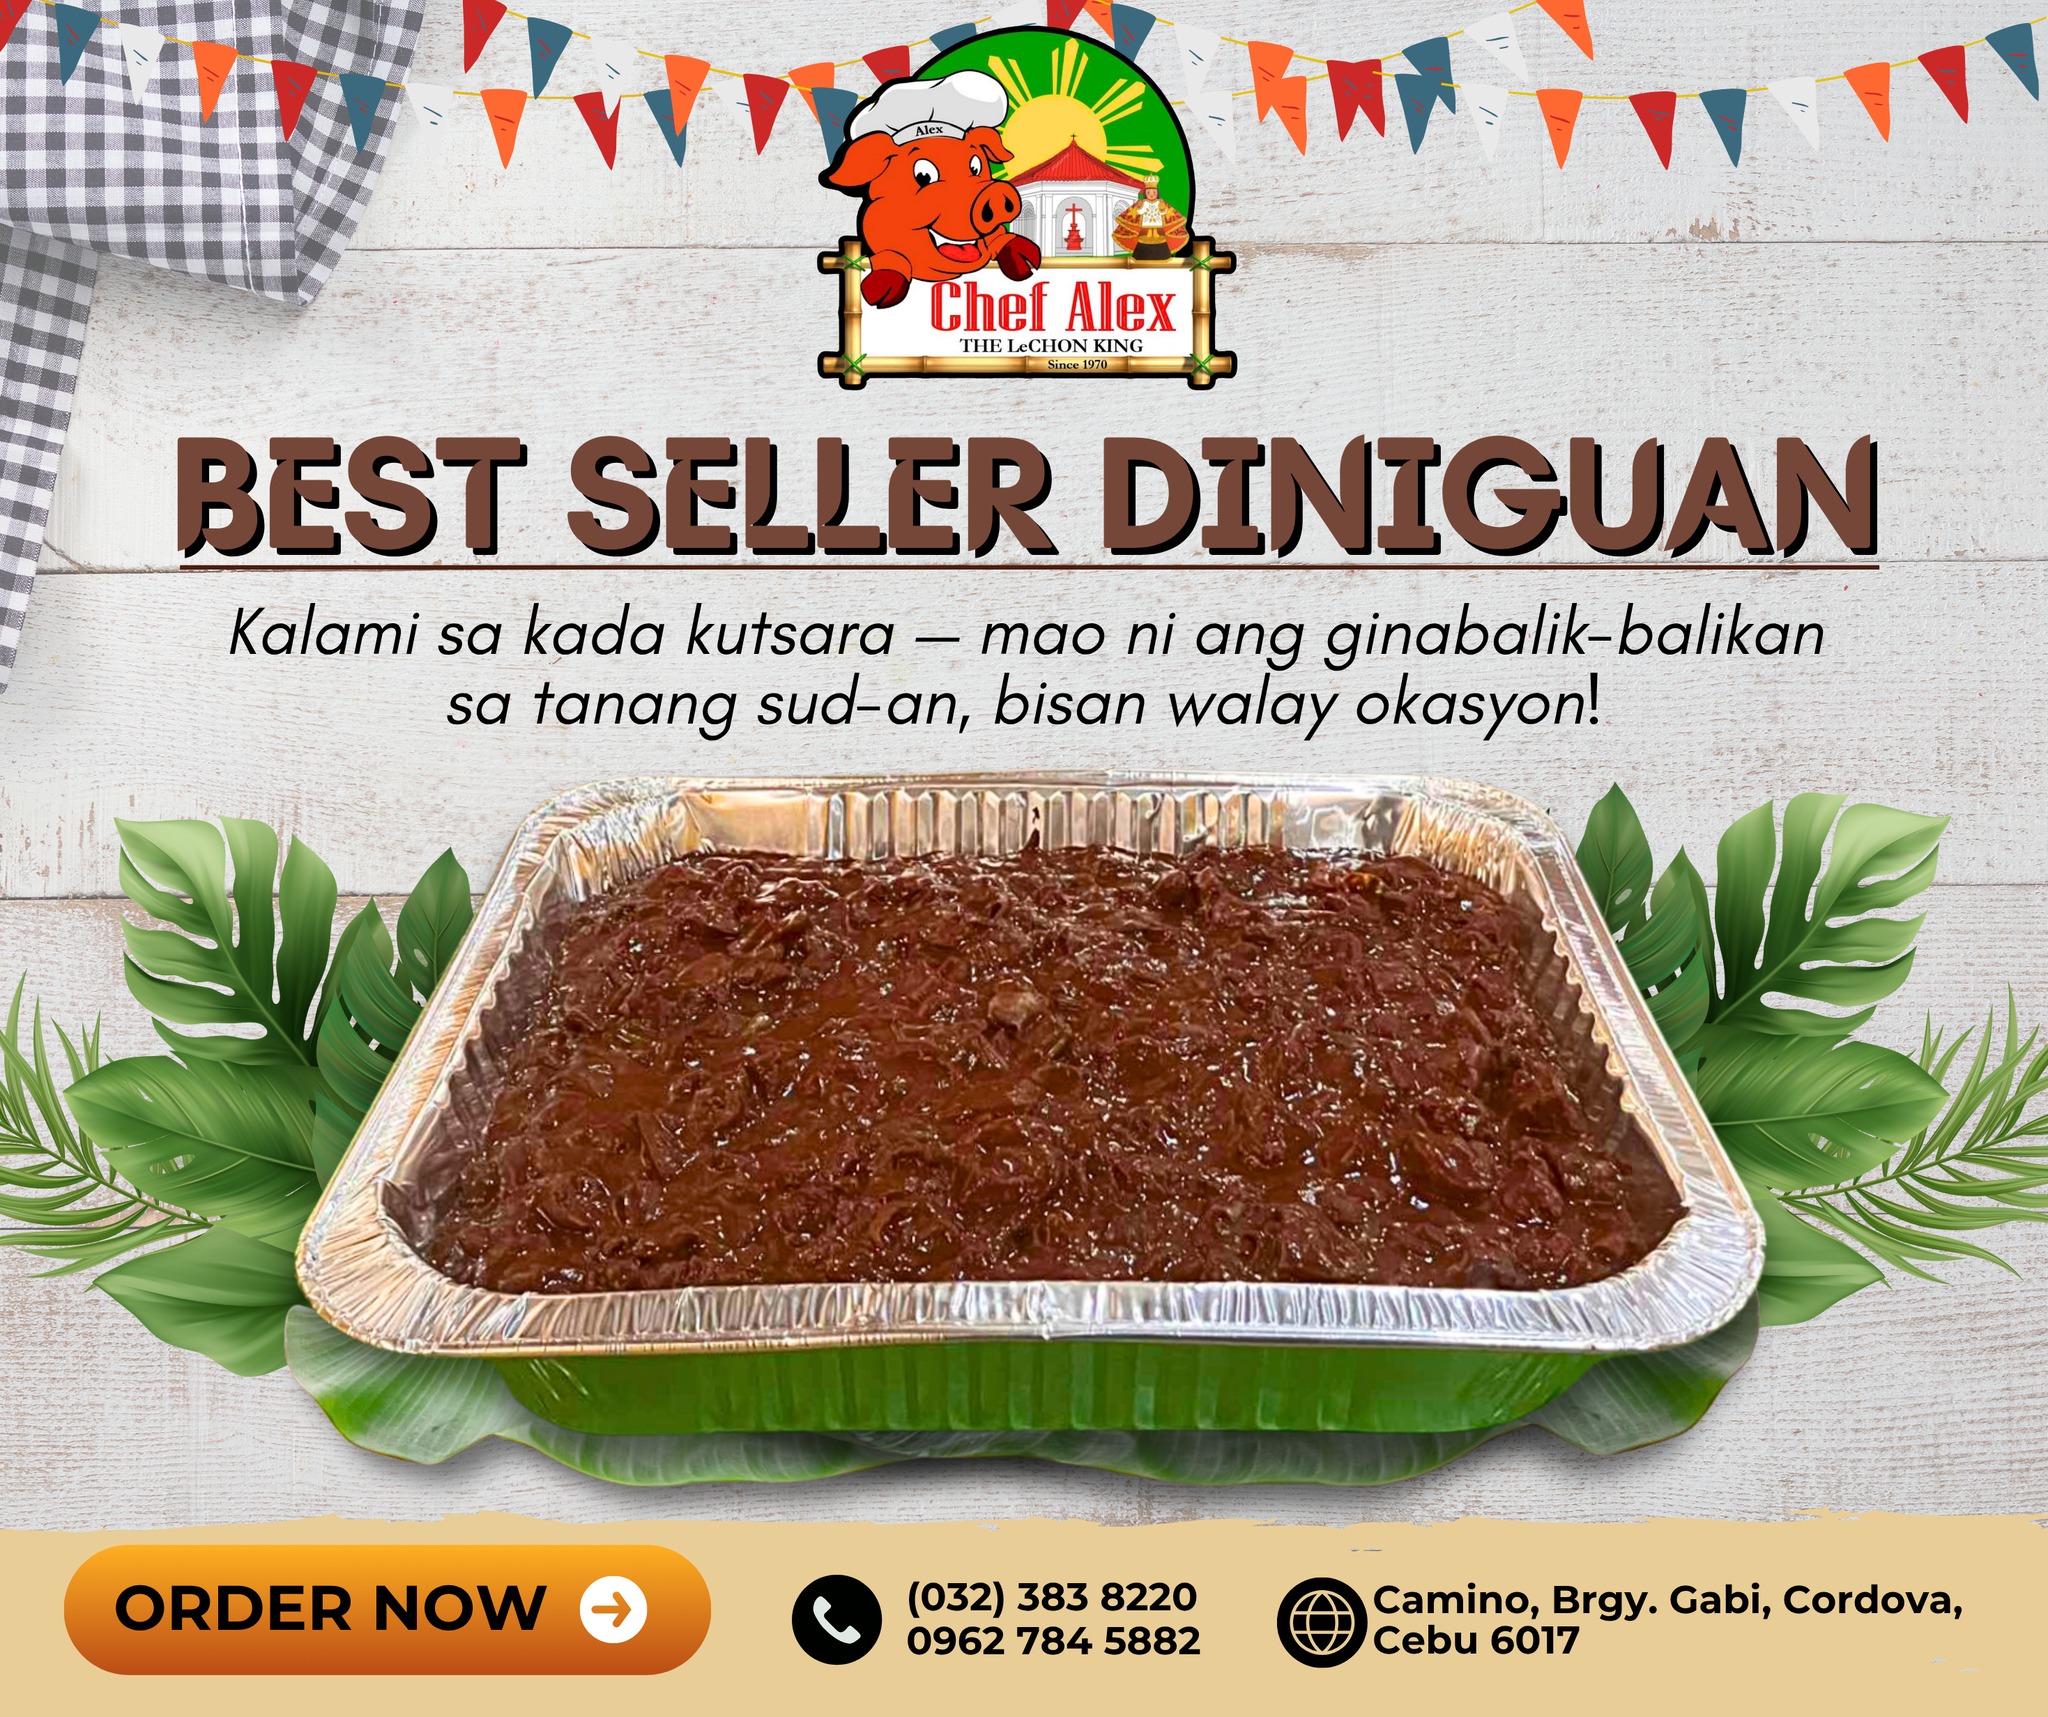 Alex
Chef Alex
THE LeCHON KING
Since 1970
BEST SELLER DINIGUAN
Kalami sa kada kutsara — mao ni ang ginabalik-balikan
sa tanang sud-an, bisan walay okasyon!
ORDER NOW
(032) 383 8220
0962 784 5882
Camino, Brgy. Gabi, Cordova,
Cebu 6017